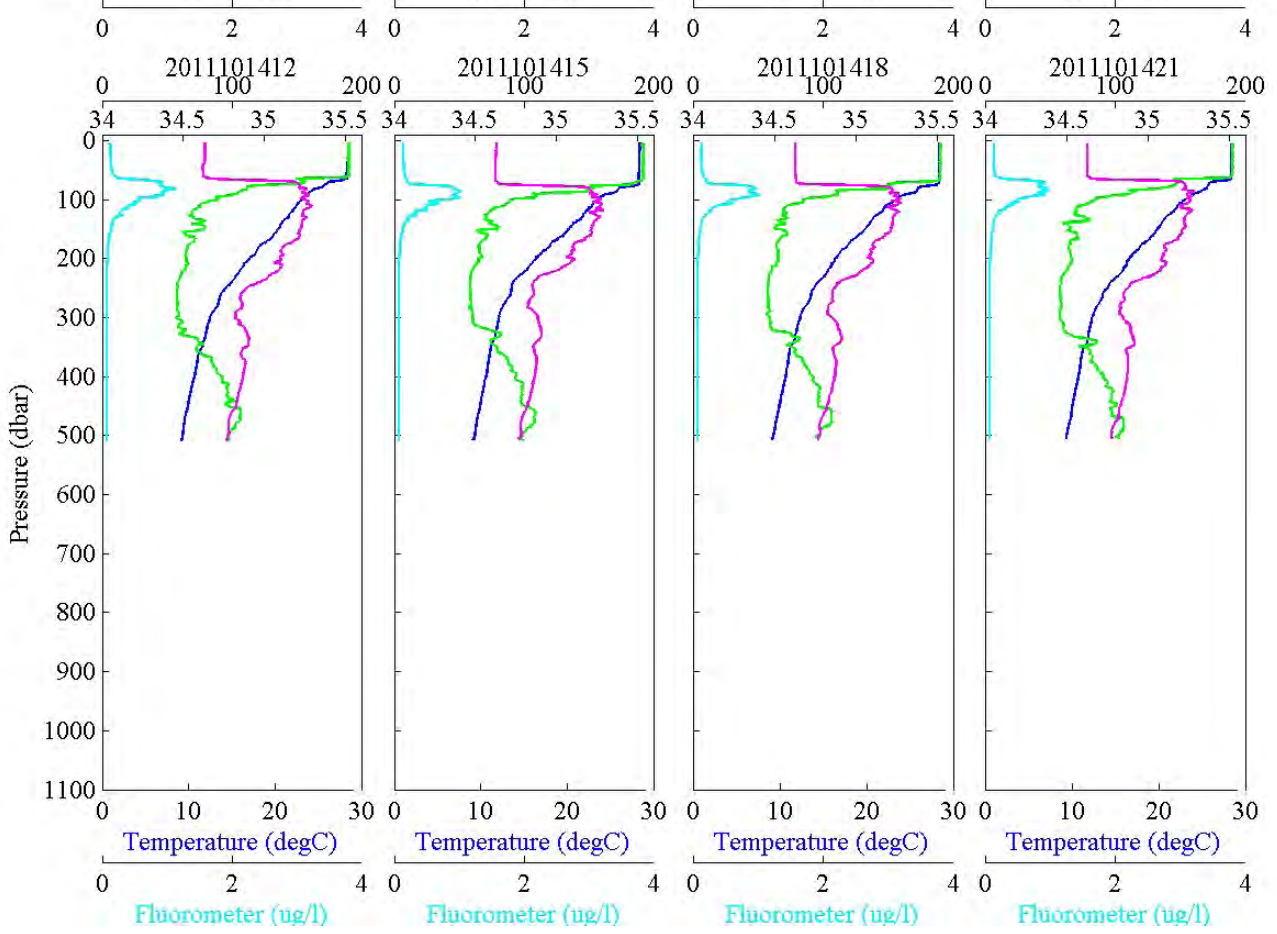 0 2 4 0 2 4 0 2 4 0 2 4
2011101412 2011101415 2011101418 2011101421
0 100 200 0 100 200 0 100 200 0 100 200
34 34.5 35 35.5 34 34.5 35 35.5 34 34.5 35 35.5 34 34.5 35 35.5
0
100
200
300
400
500
600
700
800
900
1000
1100
Pressure (dbar)
0 10 20 30 0 10 20 30 0 10 20 30 0 10 20 30
Temperature (degC) Temperature (degC) Temperature (degC) Temperature (degC)
0 2 4 0 2 4 0 2 4 0 2 4
Fluorometer (ug/l) Fluorometer (ug/l) Fluorometer (ug/l) Fluorometer (ug/l)